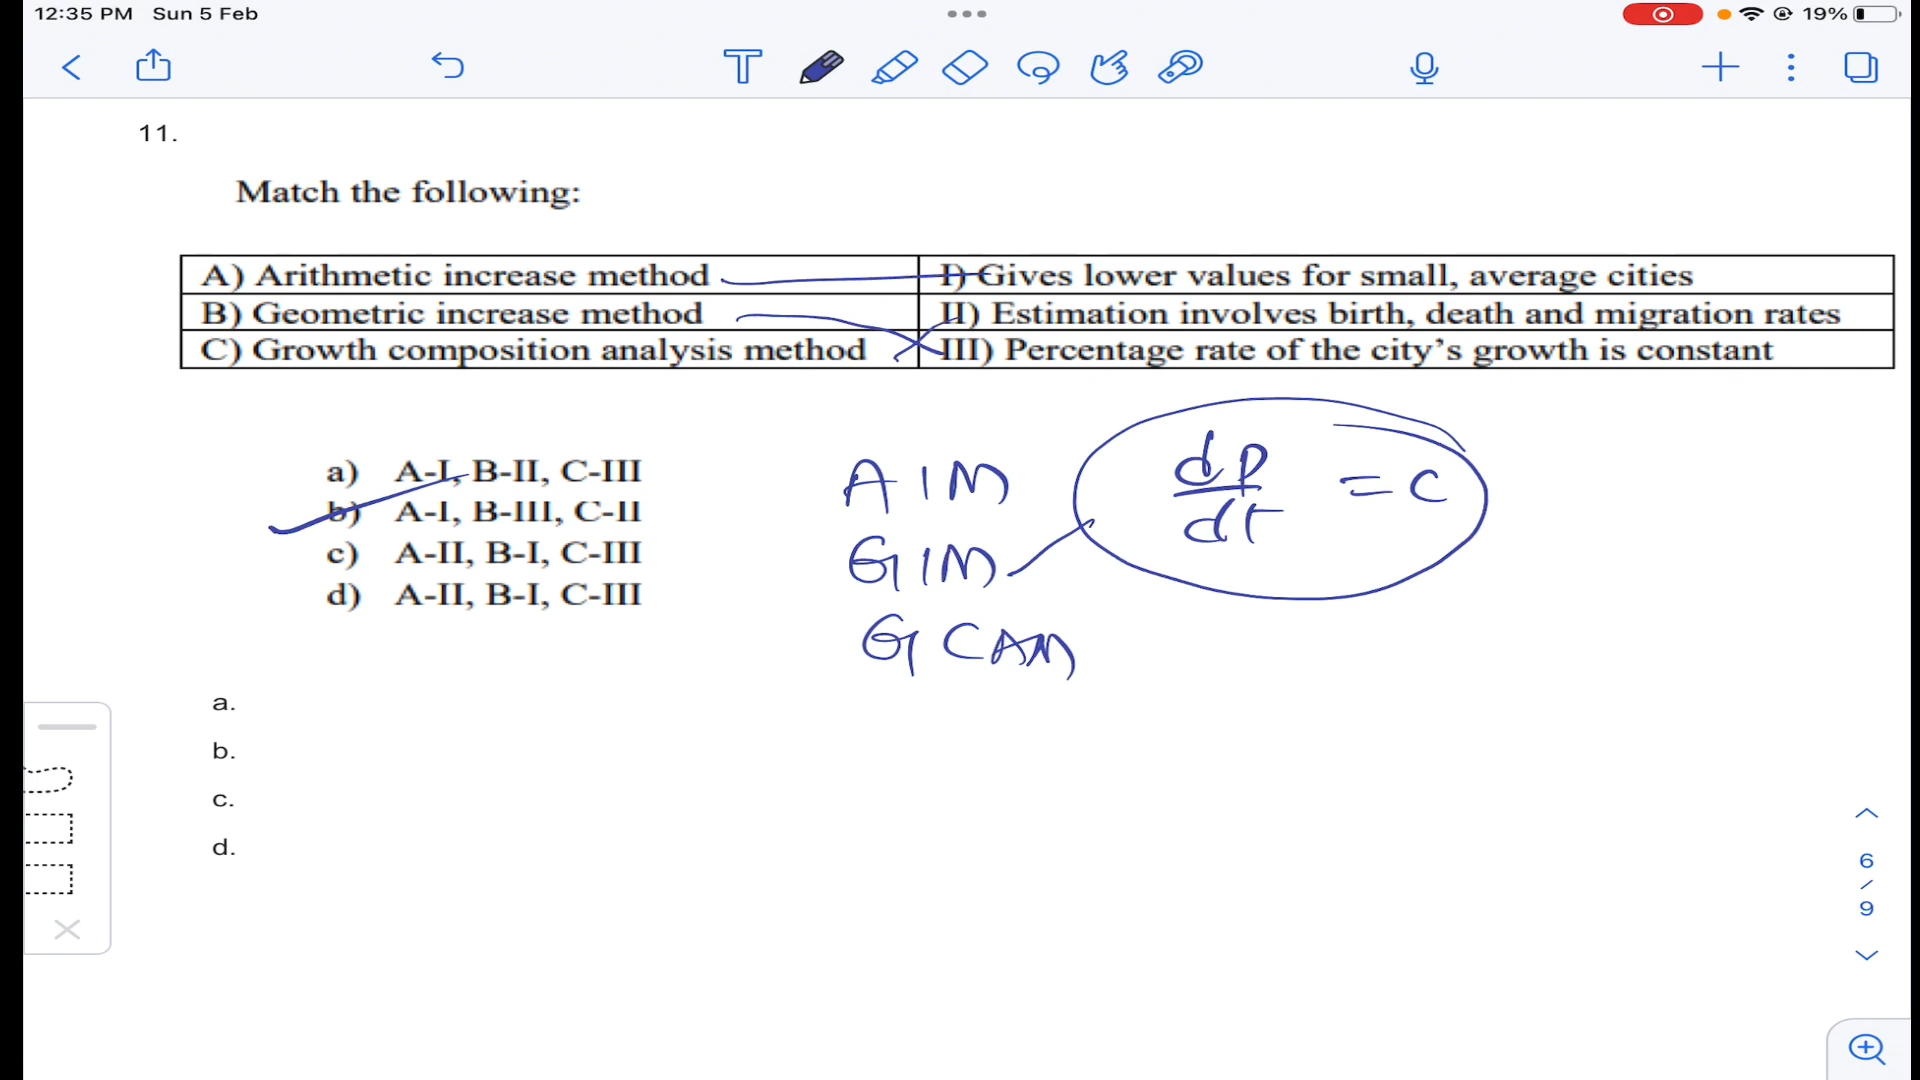 12:35 PM Sun 5 Feb
19%
11.
Match the following:
A) Arithmetic increase method I) Gives lower values for small, average cities
B) Geometric increase method II) Estimation involves birth, death and migration rates
C) Growth composition analysis method III) Percentage rate of the city's growth is constant
a) A-I, B-II, C-III
b) A-I, B-III, C-II
c) A-II, B-I, C-III
d) A-II, B-I, C-III
AIM
GIM
GCAM
dP
dt
= C
a.
b.
c.
d.
6
/
9